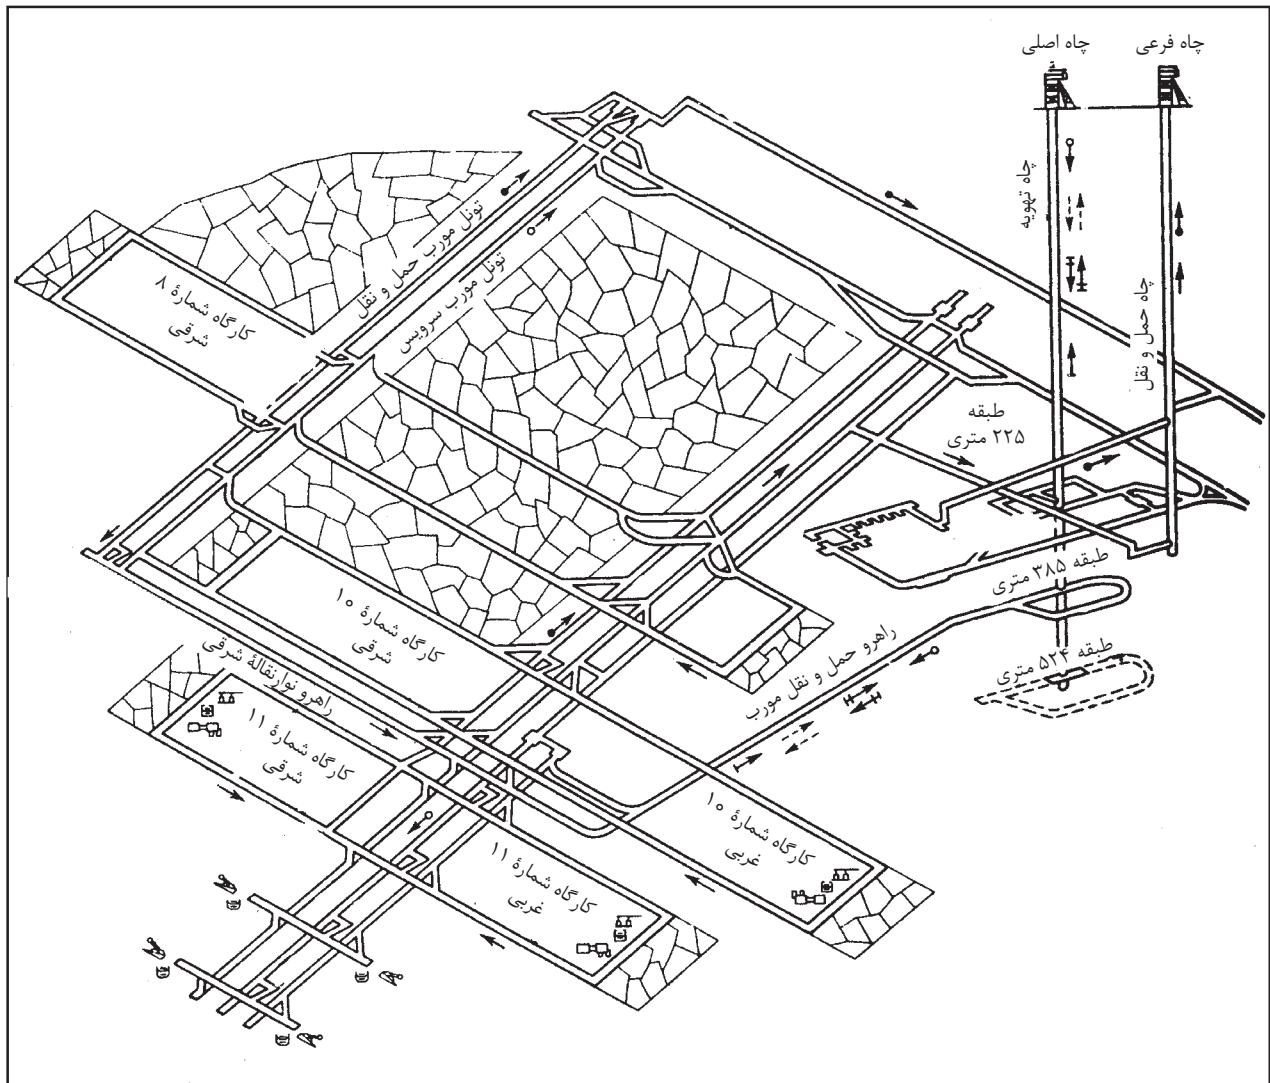 چاه فرعی
چاه اصلی
چاه تهویه
چاه حمل و نقل
تونل مورب حمل و نقل
تونل مورب سرویس
کارگاه شمارهٔ ۸
شرقی
طبقه
۲۲۵ متری
طبقه ۳۸۵ متری
طبقه ۵۲۴ متری
راهرو حمل و نقل مورب
کارگاه شمارهٔ ۱۰
شرقی
راهرو نوارنقالهٔ شرقی
کارگاه شمارهٔ ۱۱
شرقی
کارگاه شمارهٔ ۱۰
غربی
کارگاه شمارهٔ ۱۱
غربی